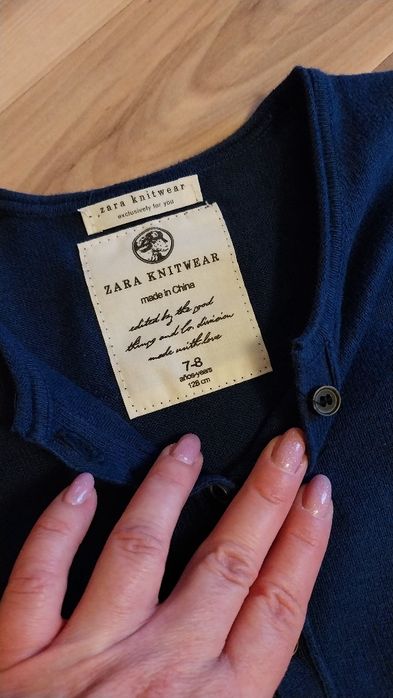 zara knitwear
exclusively for you
ZARA KNITWEAR
made in China
edited by the good
things and co. division
made with love
7-8
años-years
128 cm